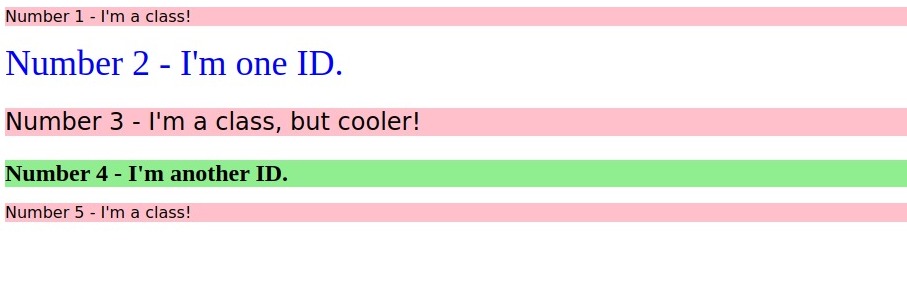 Number 1 - I'm a class!
Number 2 - I'm one ID.
Number 3 - I'm a class, but cooler!
Number 4 - I'm another ID.
Number 5 - I'm a class!